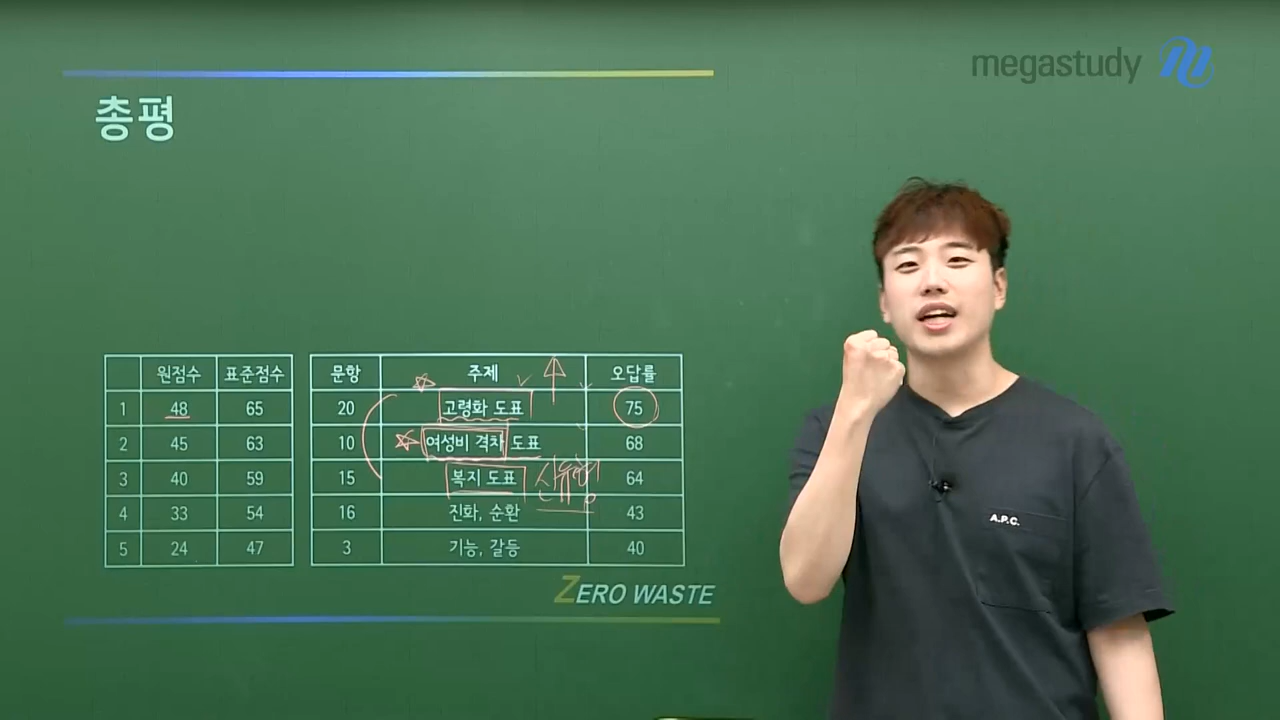 megastudy
총평
원점수 표준점수
1 48 65
2 45 63
3 40 59
4 33 54
5 24 47
문항 주제 오답률
20 고령화 도표 75
10 여성비 격차 도표 68
15 복지 도표 신유형 64
16 진화, 순환 43
3 기능, 갈등 40
ZERO WASTE
A.P.C.